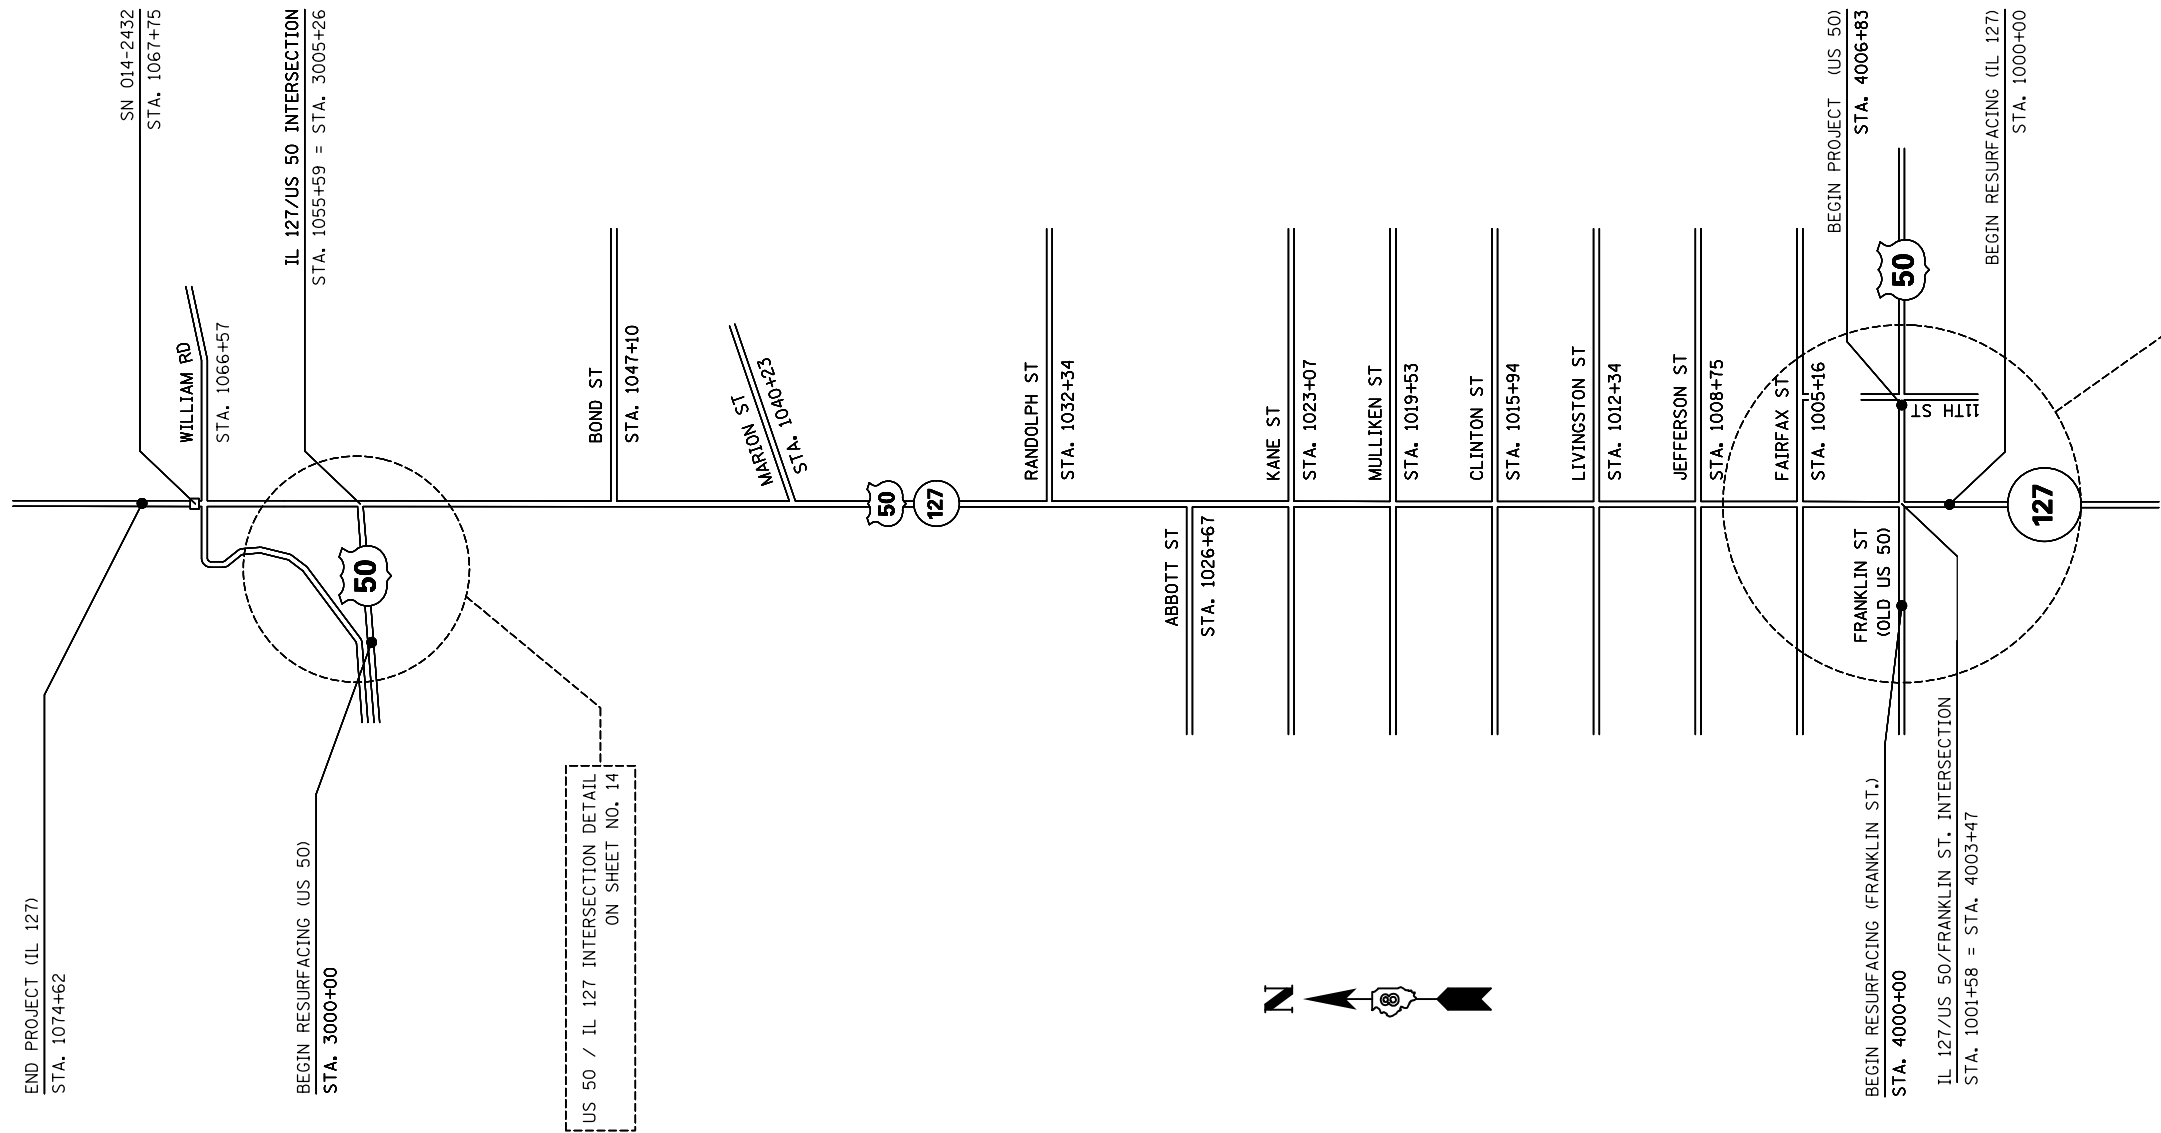 END PROJECT (IL 127)
STA. 1074+62
SN 014-2432
STA. 1067+75
WILLIAM RD
STA. 1066+57
IL 127/US 50 INTERSECTION
STA. 1055+59 = STA. 3005+26
50
BEGIN RESURFACING (US 50)
STA. 3000+00
US 50 / IL 127 INTERSECTION DETAIL
ON SHEET NO. 14
BOND ST
STA. 1047+10
MARION ST
STA. 1040+23
50
127
RANDOLPH ST
STA. 1032+34
ABBOTT ST
STA. 1026+67
KANE ST
STA. 1023+07
N
8
MULLIKEN ST
STA. 1019+53
CLINTON ST
STA. 1015+94
LIVINGSTON ST
STA. 1012+34
JEFFERSON ST
STA. 1008+75
FAIRFAX ST
STA. 1005+16
BEGIN PROJECT (US 50)
STA. 4006+83
50
11TH ST
FRANKLIN ST
(OLD US 50)
BEGIN RESURFACING (FRANKLIN ST.)
STA. 4000+00
IL 127/US 50/FRANKLIN ST. INTERSECTION
STA. 1001+58 = STA. 4003+47
BEGIN RESURFACING (IL 127)
STA. 1000+00
127